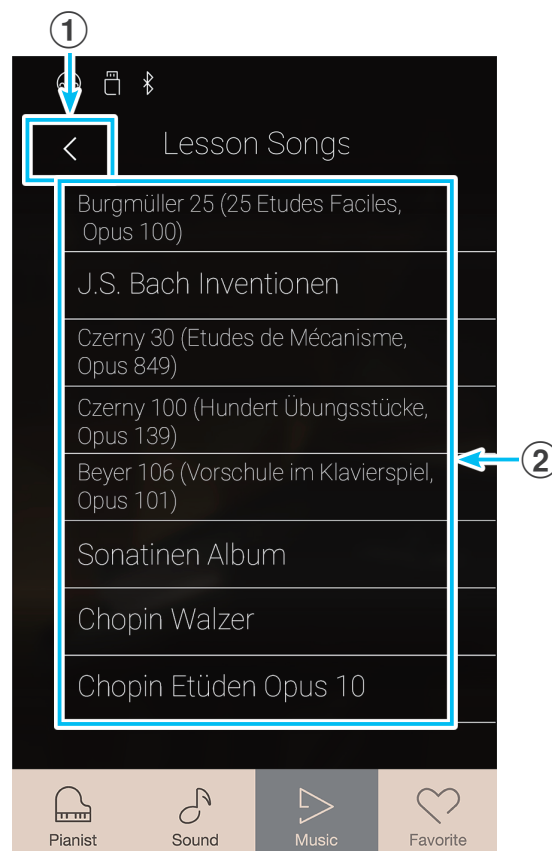 1
Lesson Songs
Burgmüller 25 (25 Etudes Faciles,
Opus 100)
J.S. Bach Inventionen
Czerny 30 (Etudes de Mécanisme,
Opus 849)
Czerny 100 (Hundert Übungsstücke,
Opus 139)
2
Beyer 106 (Vorschule im Klavierspiel,
Opus 101)
Sonatinen Album
Chopin Walzer
Chopin Etüden Opus 10
Pianist Sound Music Favorite